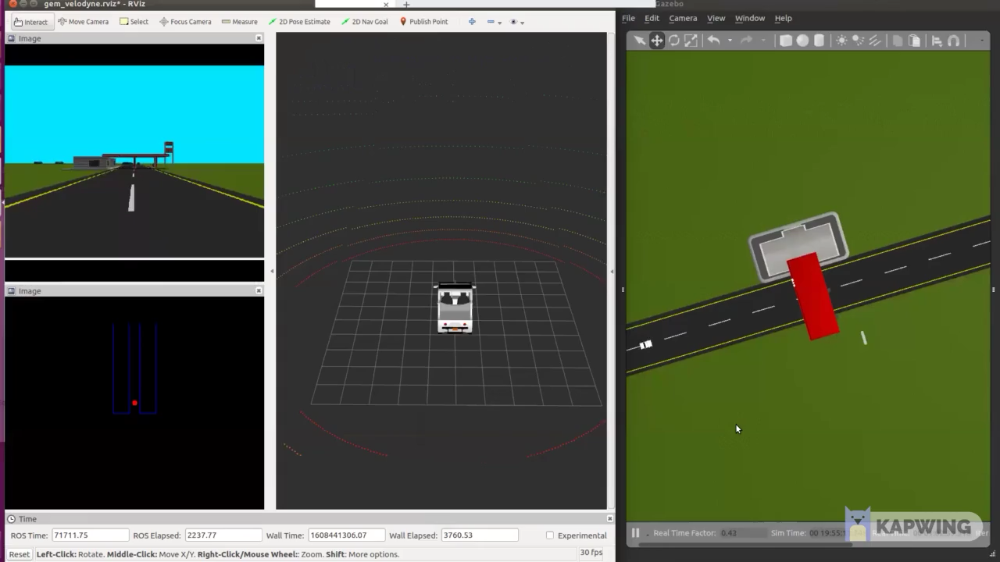 gem_velodyne.rviz* - RViz
Gazebo
Interact Move Camera Select Focus Camera Measure 2D Pose Estimate 2D Nav Goal Publish Point
File Edit Camera View Window Help
Image
Image
Time
ROS Time: 71711.75 ROS Elapsed: 2237.77 Wall Time: 1608441306.07 Wall Elapsed: 3760.53 Experimental
Reset Left-Click: Rotate. Middle-Click: Move X/Y. Right-Click/Mouse Wheel:: Zoom. Shift: More options. 30 fps
Real Time Factor: 0.43 Sim Time: 00 19:55:
KAPWING